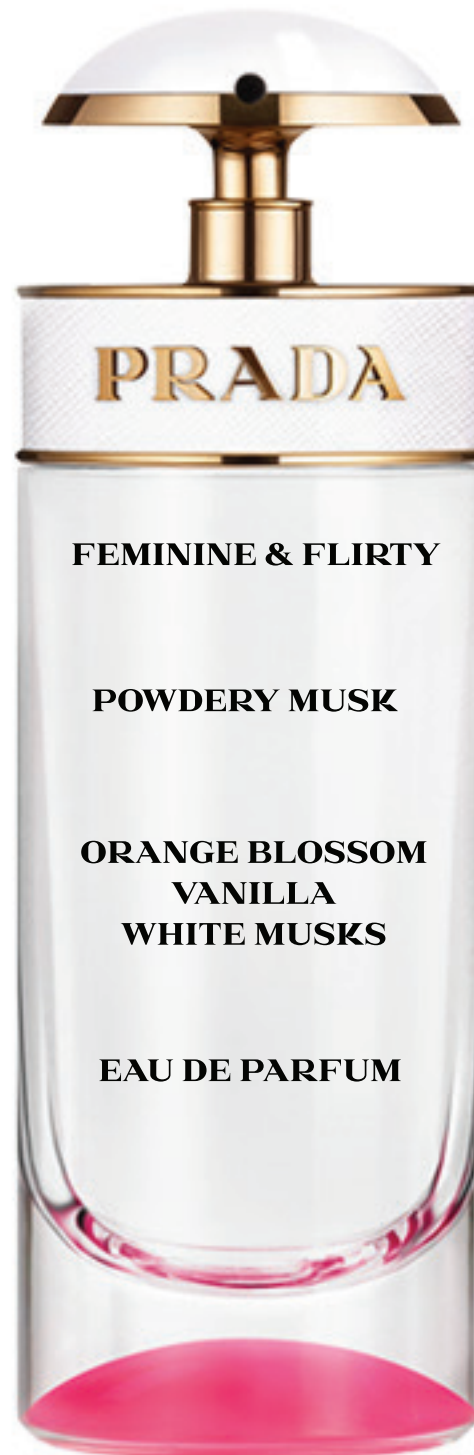 PRADA
FEMININE & FLIRTY
POWDERY MUSK
ORANGE BLOSSOM
VANILLA
WHITE MUSKS
EAU DE PARFUM